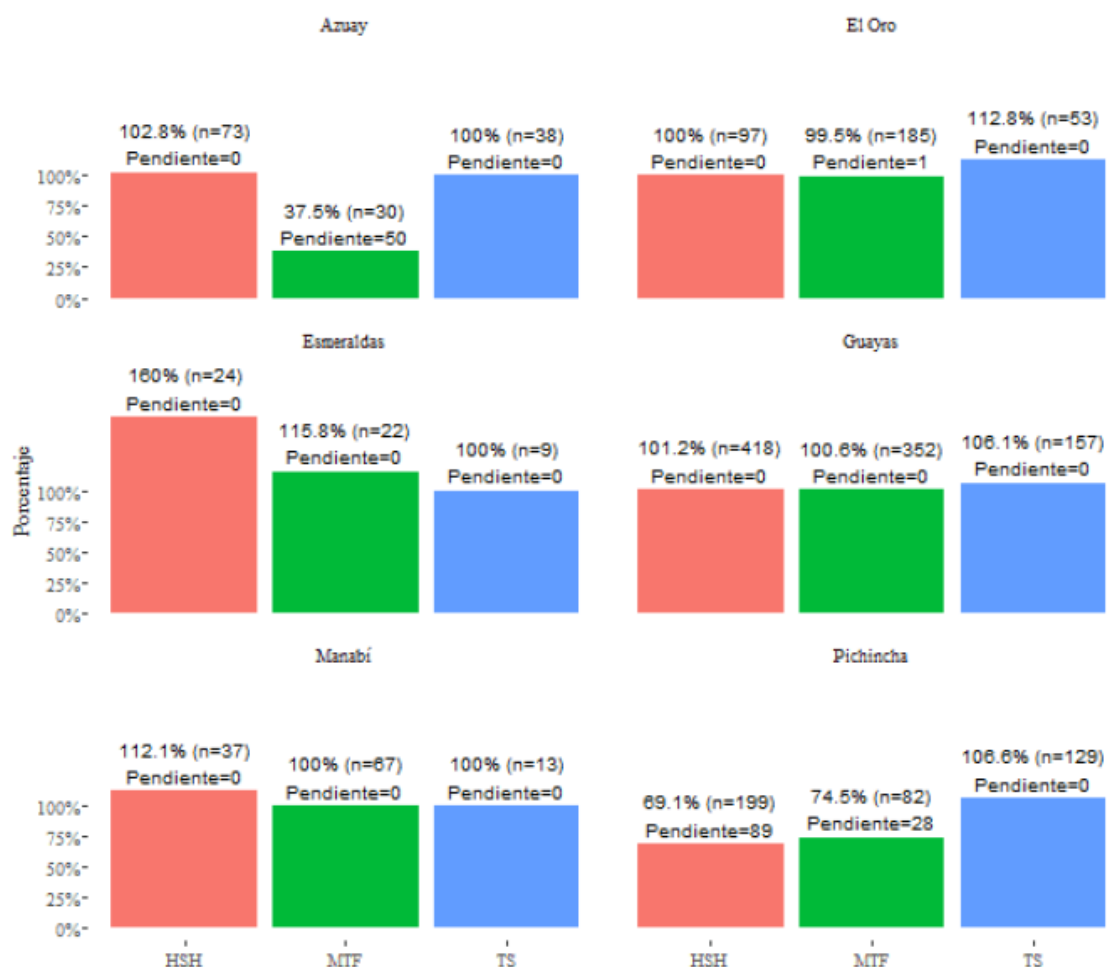 Azuay
El Oro
102.8% (n=73)
Pendiente=0
37.5% (n=30)
Pendiente=50
100% (n=38)
Pendiente=0
100% (n=97)
Pendiente=0
99.5% (n=185)
Pendiente=1
112.8% (n=53)
Pendiente=0
100%
75%
50%
25%
0%
Esmeraldas
Guayas
160% (n=24)
Pendiente=0
115.8% (n=22)
Pendiente=0
100% (n=9)
Pendiente=0
101.2% (n=418)
Pendiente=0
100.6% (n=352)
Pendiente=0
106.1% (n=157)
Pendiente=0
Porcentaje
100%
75%
50%
25%
0%
Manabí
Pichincha
112.1% (n=37)
Pendiente=0
100% (n=67)
Pendiente=0
100% (n=13)
Pendiente=0
69.1% (n=199)
Pendiente=89
74.5% (n=82)
Pendiente=28
106.6% (n=129)
Pendiente=0
100%
75%
50%
25%
0%
HSH
MTF
TS
HSH
MTF
TS